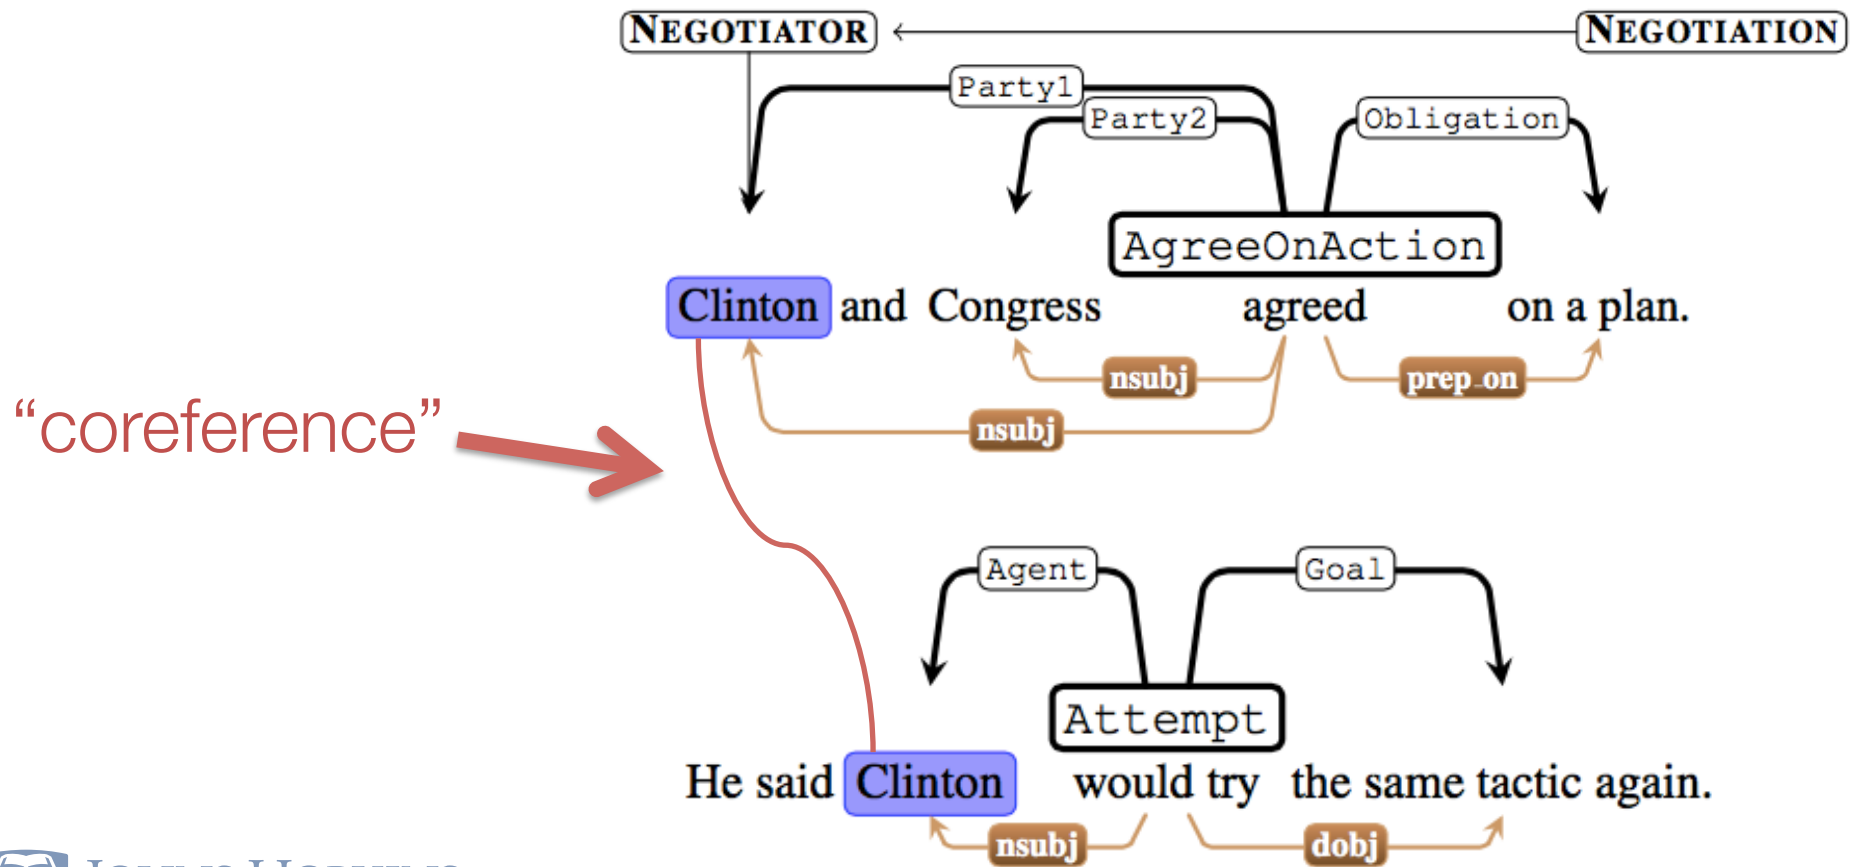 NEGOTIATOR NEGOTIATION
Party1
Party2 Obligation
AgreeOnAction
Clinton and Congress agreed on a plan.
nsubj prep_on
“coreference”
nsubj
Agent Goal
Attempt
He said Clinton would try the same tactic again.
nsubj dobj